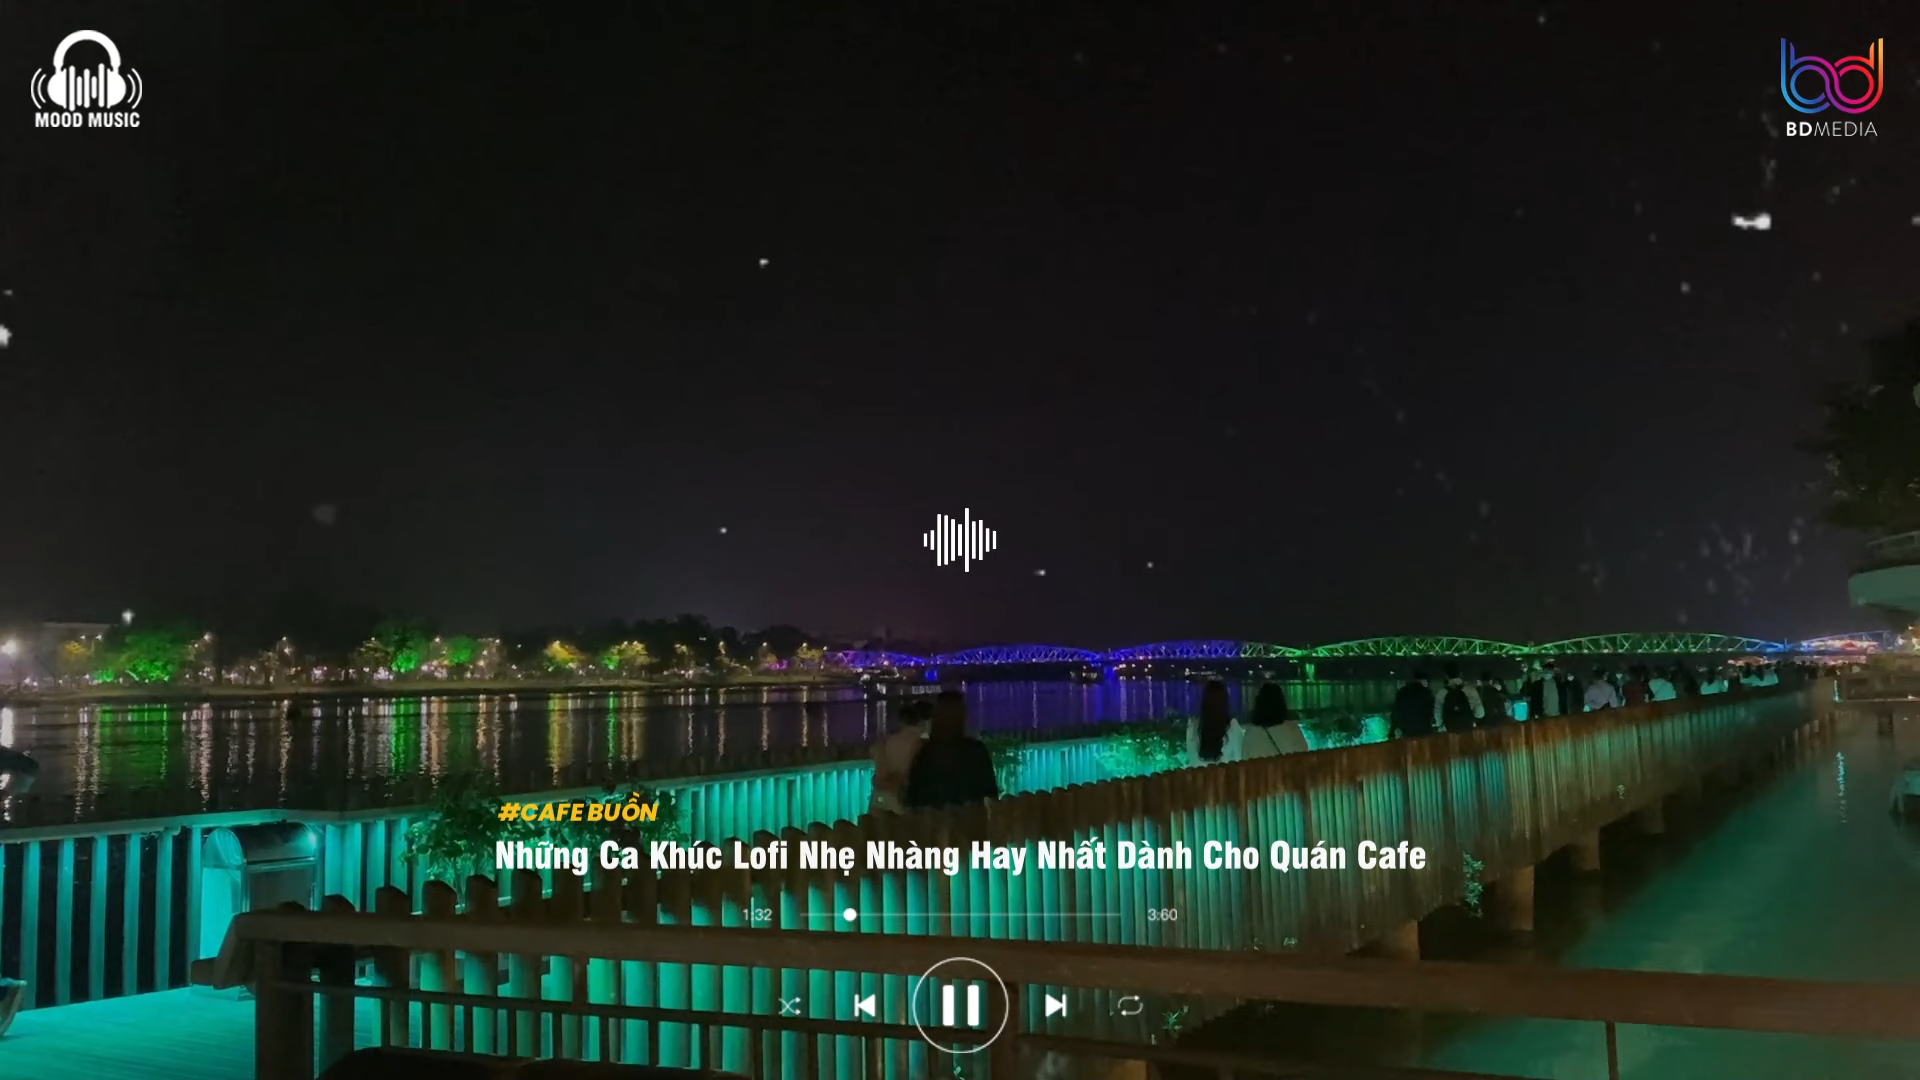 MOOD MUSIC
BDMEDIA
#CAFE BUỒN
Những Ca Khúc Lofi Nhẹ Nhàng Hay Nhất Dành Cho Quán Cafe
1:32
3:60